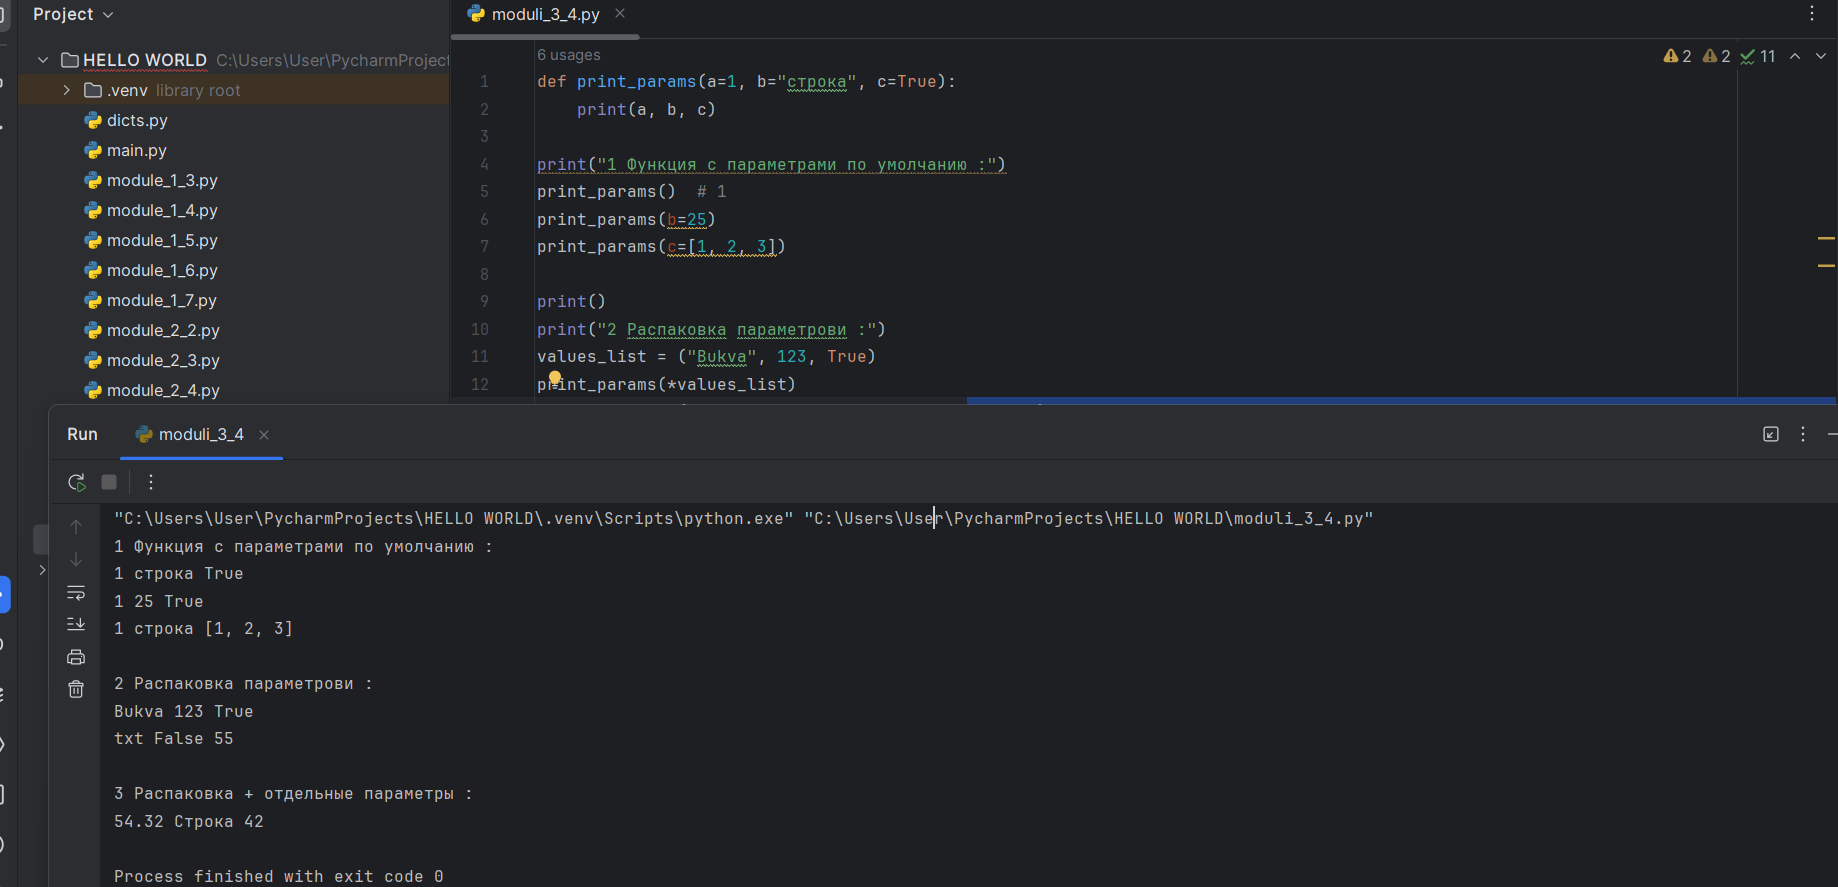 Project
HELLO WORLD C:\Users\User\PycharmProject
.venv library root
dicts.py
main.py
module_1_3.py
module_1_4.py
module_1_5.py
module_1_6.py
module_1_7.py
module_2_2.py
module_2_3.py
module_2_4.py
moduli_3_4.py
6 usages
2 2 11
1 def print_params(a=1, b="строка", c=True):
2 print(a, b, c)
3
4 print("1 Функция с параметрами по умолчанию :")
5 print_params() # 1
6 print_params(b=25)
7 print_params(c=[1, 2, 3])
8
9 print()
10 print("2 Распаковка параметрови :")
11 values_list = ("Bukva", 123, True)
12 print_params(*values_list)
Run moduli_3_4
"C:\Users\User\PycharmProjects\HELLO WORLD\.venv\Scripts\python.exe" "C:\Users\User\PycharmProjects\HELLO WORLD\moduli_3_4.py"
1 Функция с параметрами по умолчанию :
1 строка True
1 25 True
1 строка [1, 2, 3]
2 Распаковка параметрови :
Bukva 123 True
txt False 55
3 Распаковка + отдельные параметры :
54.32 Строка 42
Process finished with exit code 0